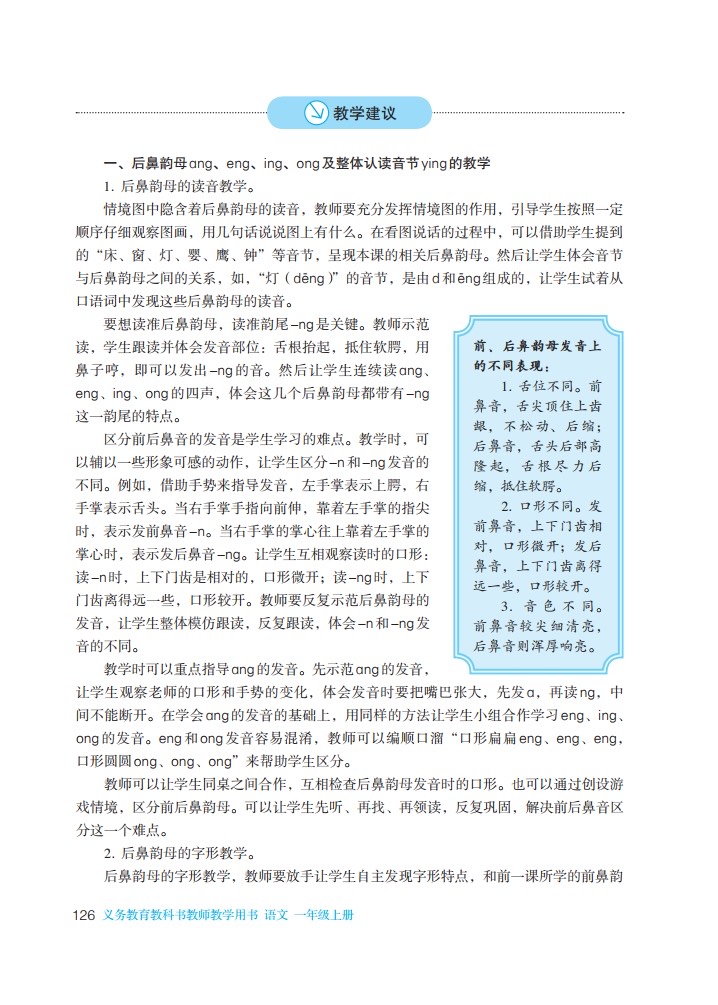 教学建议
一、后鼻韵母ang、eng、ing、ong及整体认读音节ying的教学
1. 后鼻韵母的读音教学。
情境图中隐含着后鼻韵母的读音，教师要充分发挥情境图的作用，引导学生按照一定
顺序仔细观察图画，用几句话说说图上有什么。在看图说话的过程中，可以借助学生提到
的“床、窗、灯、婴、鹰、钟”等音节，呈现本课的相关后鼻韵母。然后让学生体会音节
与后鼻韵母之间的关系，如，“灯（dēng）”的音节，是由d和ēng组成的，让学生试着从
口语词中发现这些后鼻韵母的读音。
要想读准后鼻韵母，读准韵尾–ng是关键。教师示范
读，学生跟读并体会发音部位：舌根抬起，抵住软腭，用
鼻子哼，即可以发出–ng的音。然后让学生连续读ang、
eng、ing、ong的四声，体会这几个后鼻韵母都带有–ng
这一韵尾的特点。
区分前后鼻音的发音是学生学习的难点。教学时，可
以辅以一些形象可感的动作，让学生区分–n和–ng发音的
不同。例如，借助手势来指导发音，左手掌表示上腭，右
手掌表示舌头。当右手掌手指向前伸，靠着左手掌的指尖
时，表示发前鼻音–n。当右手掌的掌心往上靠着左手掌的
掌心时，表示发后鼻音–ng。让学生互相观察读时的口形：
读–n时，上下门齿是相对的，口形微开；读–ng时，上下
门齿离得远一些，口形较开。教师要反复示范后鼻韵母的
发音，让学生整体模仿跟读，反复跟读，体会–n和–ng发
音的不同。
前、后鼻韵母发音上
的不同表现：
1. 舌位不同。前
鼻音，舌尖顶住上齿
龈，不松动、后缩；
后鼻音，舌头后部高
隆起，舌根尽力后
缩，抵住软腭。
2. 口形不同。发
前鼻音，上下门齿相
对，口形微开；发后
鼻音，上下门齿离得
远一些，口形较开。
3. 音色不同。
前鼻音较尖细清亮，
后鼻音则浑厚响亮。
教学时可以重点指导ang的发音。先示范ang的发音，
让学生观察老师的口形和手势的变化，体会发音时要把嘴巴张大，先发a，再读ng，中
间不能断开。在学会ang的发音的基础上，用同样的方法让学生小组合作学习eng、ing、
ong的发音。eng和ong发音容易混淆，教师可以编顺口溜“口形扁扁eng、eng、eng，
口形圆圆ong、ong、ong”来帮助学生区分。
教师可以让学生同桌之间合作，互相检查后鼻韵母发音时的口形。也可以通过创设游
戏情境，区分前后鼻韵母。可以让学生先听、再找、再领读，反复巩固，解决前后鼻音区
分这一个难点。
2. 后鼻韵母的字形教学。
后鼻韵母的字形教学，教师要放手让学生自主发现字形特点，和前一课所学的前鼻韵
126 义务教育教科书教师教学用书 语文 一年级上册